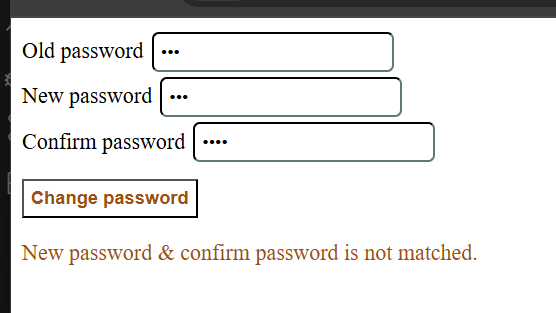 Old password •••
New password •••
Confirm password ••••
Change password
New password & confirm password is not matched.